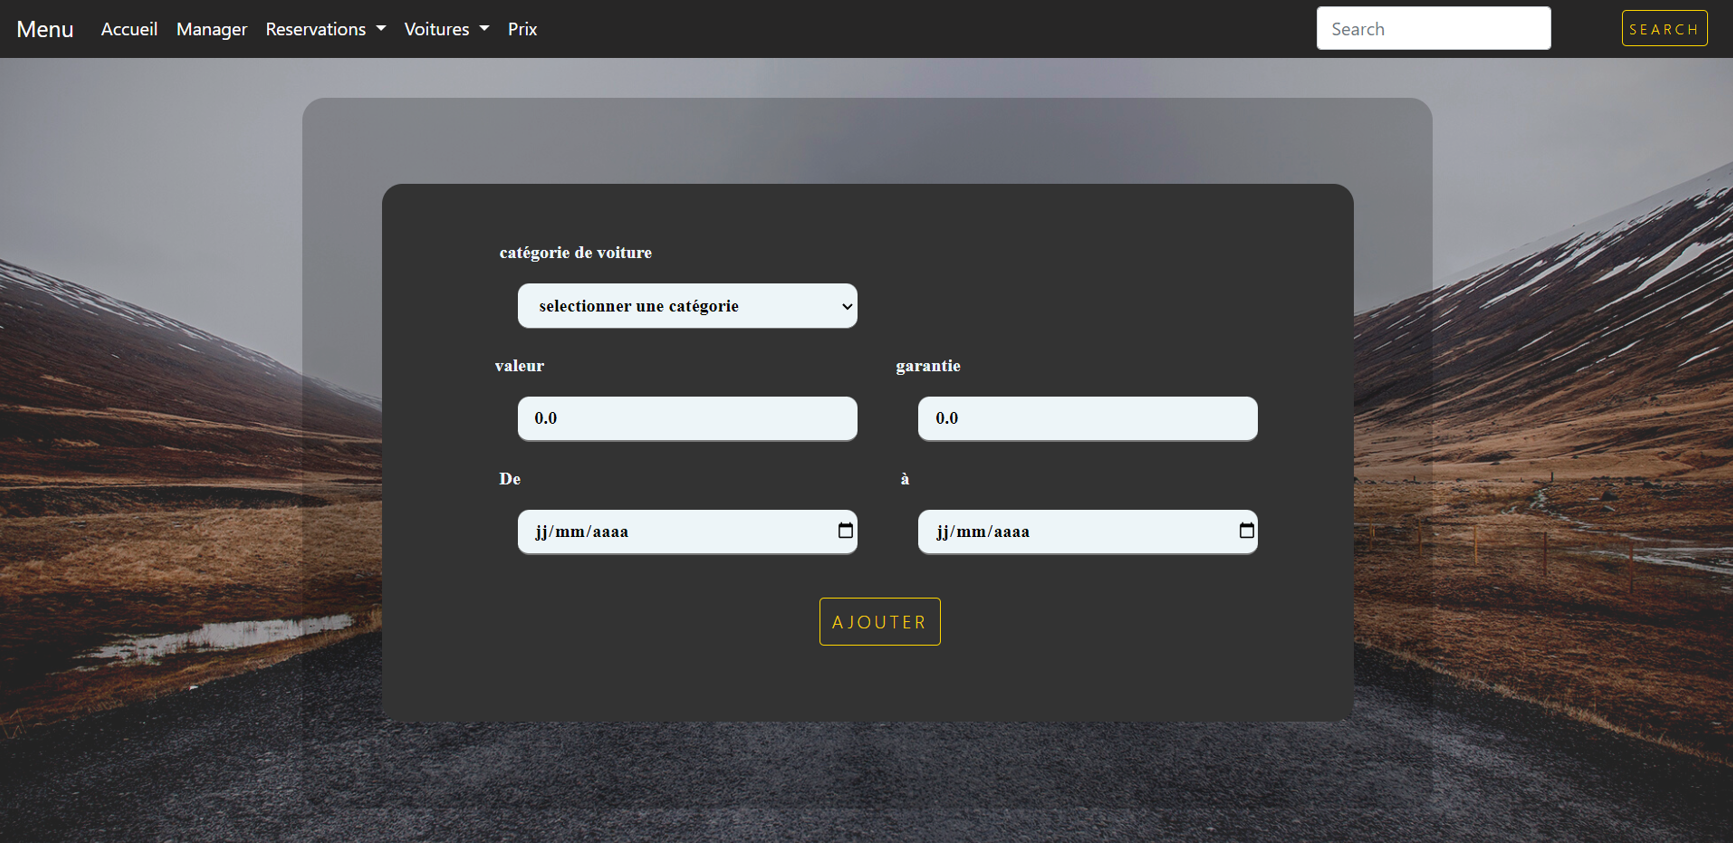 Menu Accueil Manager Reservations Voitures Prix Search SEARCH
catégorie de voiture
selectionner une catégorie
valeur garantie
0.0 0.0
De à
jj/mm/aaaa jj/mm/aaaa
AJOUTER